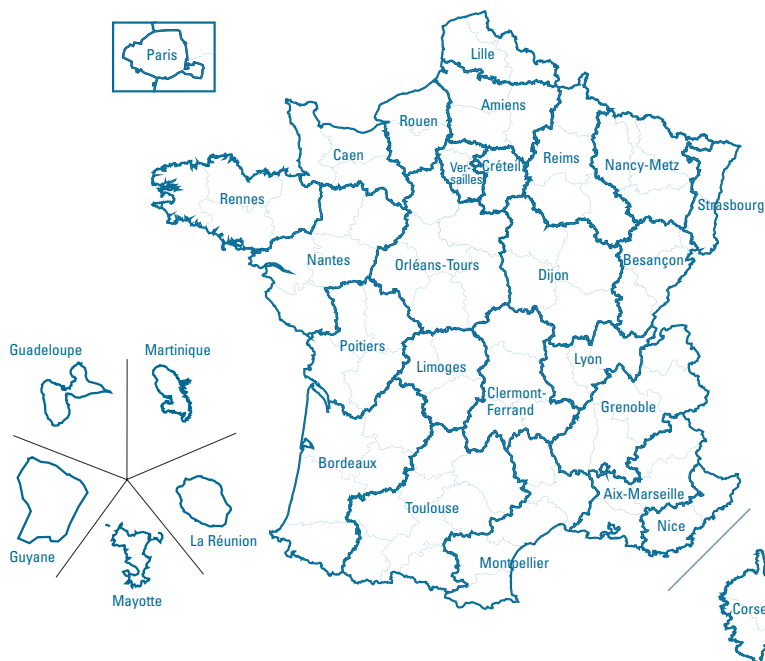 Paris
Lille
Amiens
Rouen
Caen
Ver-
sailles
Créteil
Reims
Nancy-Metz
Strasbourg
Rennes
Nantes
Orléans-Tours
Dijon
Besançon
Poitiers
Limoges
Clermont-
Ferrand
Lyon
Grenoble
Guadeloupe
Martinique
Bordeaux
Toulouse
Aix-Marseille
Nice
Montpellier
Guyane
La Réunion
Mayotte
Corse